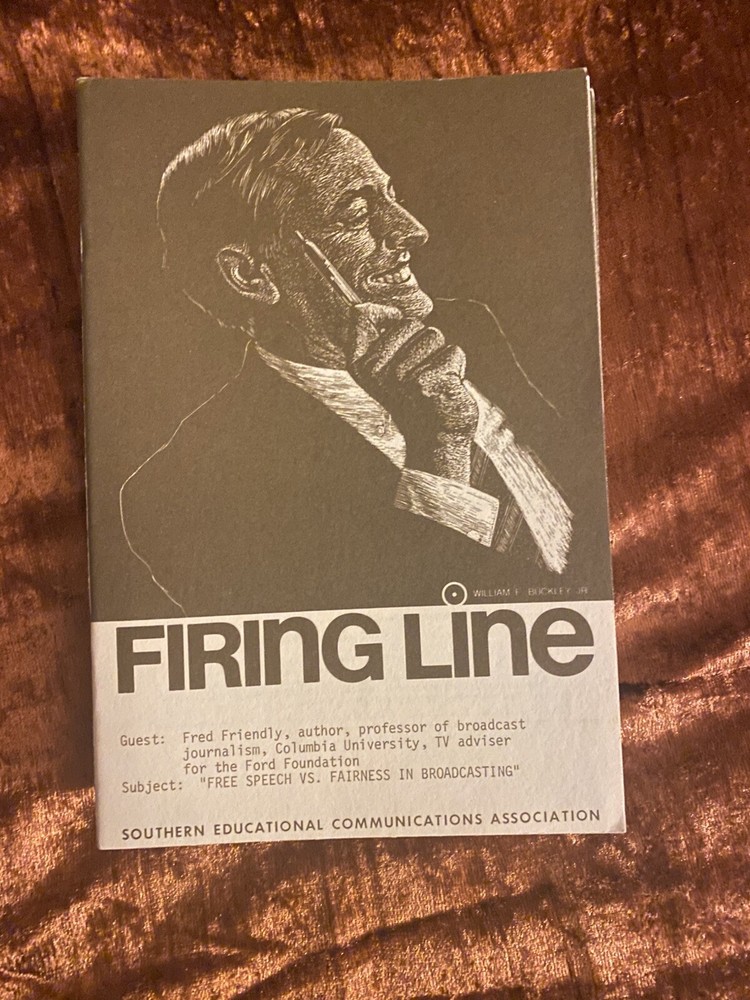 WILLIAM F. BUCKLEY JR
FIRING LIne
Guest: Fred Friendly, author, professor of broadcast
journalism, Columbia University, TV adviser
for the Ford Foundation
Subject: "FREE SPEECH VS. FAIRNESS IN BROADCASTING"
SOUTHERN EDUCATIONAL COMMUNICATIONS ASSOCIATION